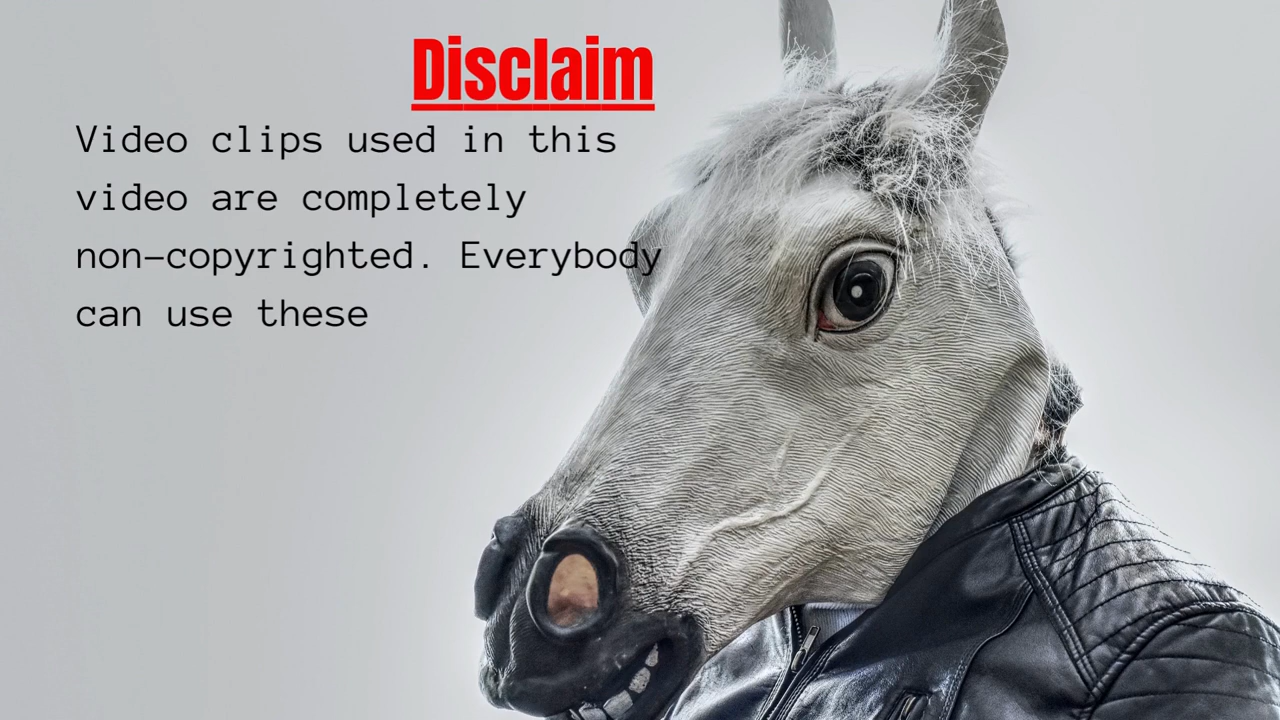 Disclaim
Video clips used in this
video are completely
non-copyrighted. Everybody
can use these